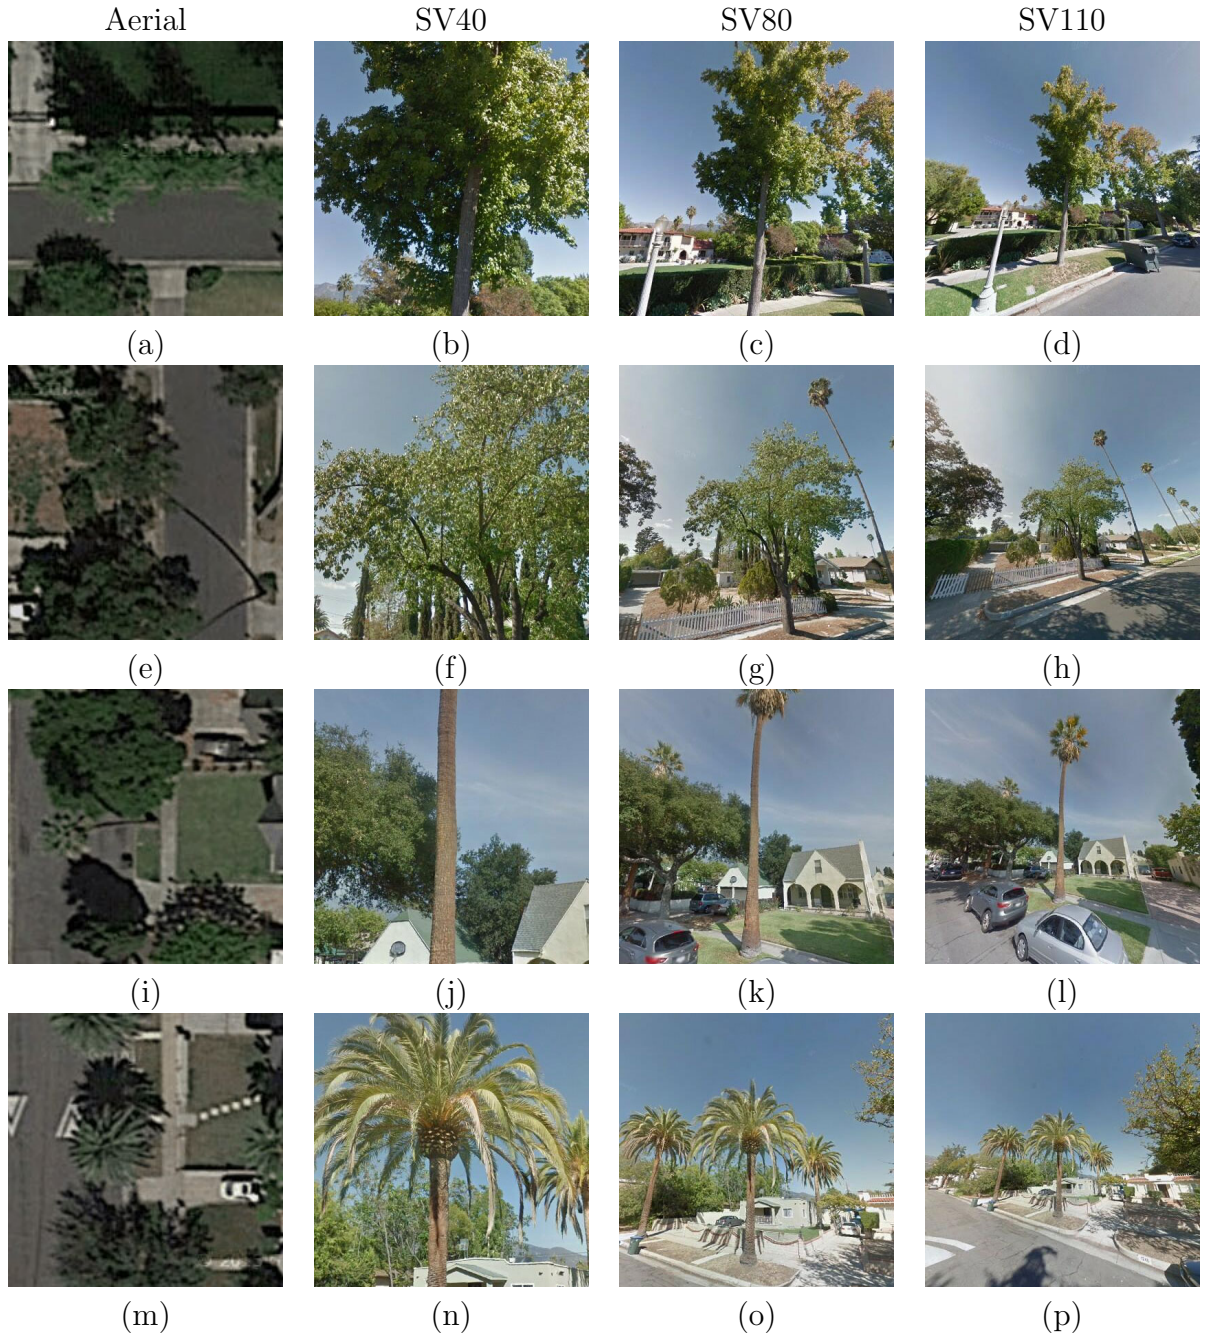 Aerial SV40 SV80 SV110
(a) (b) (c) (d)
(e) (f) (g) (h)
(i) (j) (k) (l)
(m) (n) (o) (p)